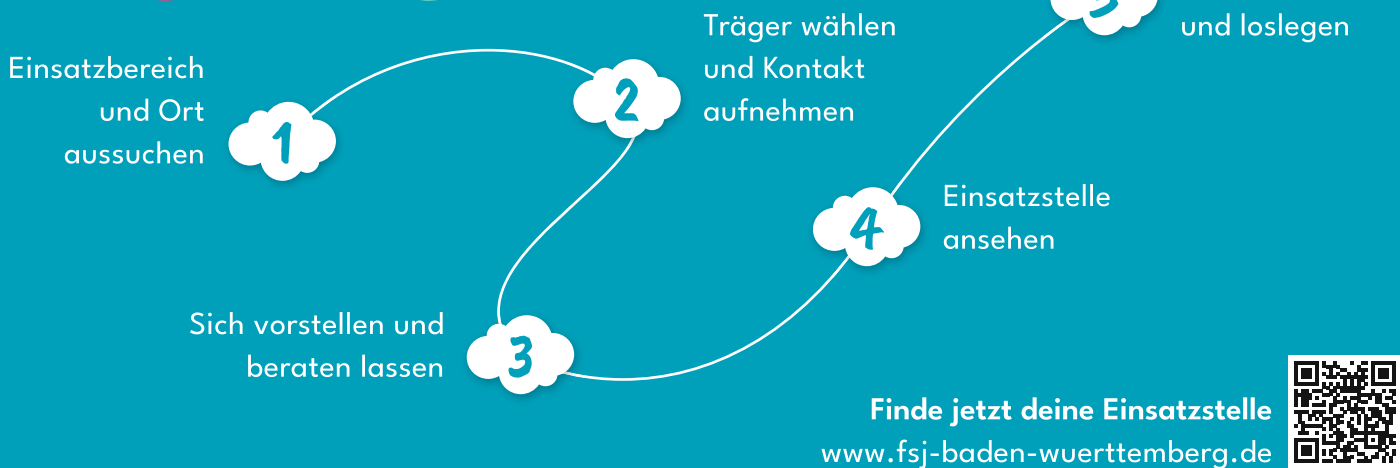 Einsatzbereich
und Ort
aussuchen
1
2
Träger wählen
und Kontakt
aufnehmen
Sich vorstellen und
beraten lassen
3
4
Einsatzstelle
ansehen
5
und loslegen
Finde jetzt deine Einsatzstelle
www.fsj-baden-wuerttemberg.de